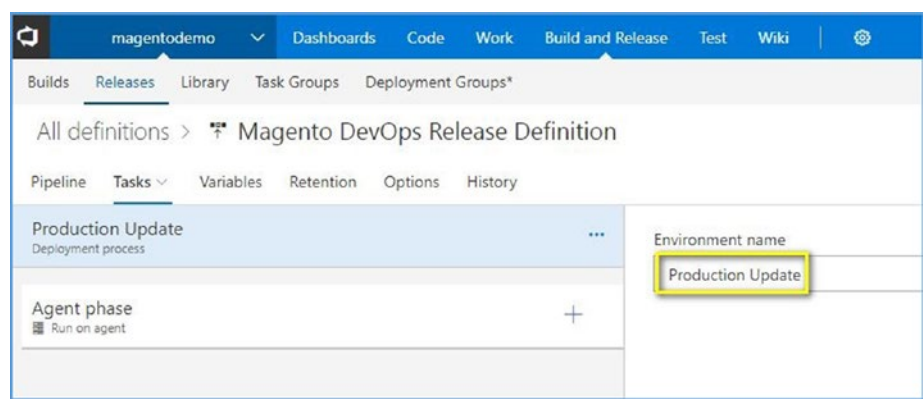 magentodemo Dashboards Code Work Build and Release Test Wiki
Builds Releases Library Task Groups Deployment Groups*
All definitions > Magento DevOps Release Definition
Pipeline Tasks Variables Retention Options History
Production Update
Deployment process
...
Environment name
Production Update
Agent phase
Run on agent
+